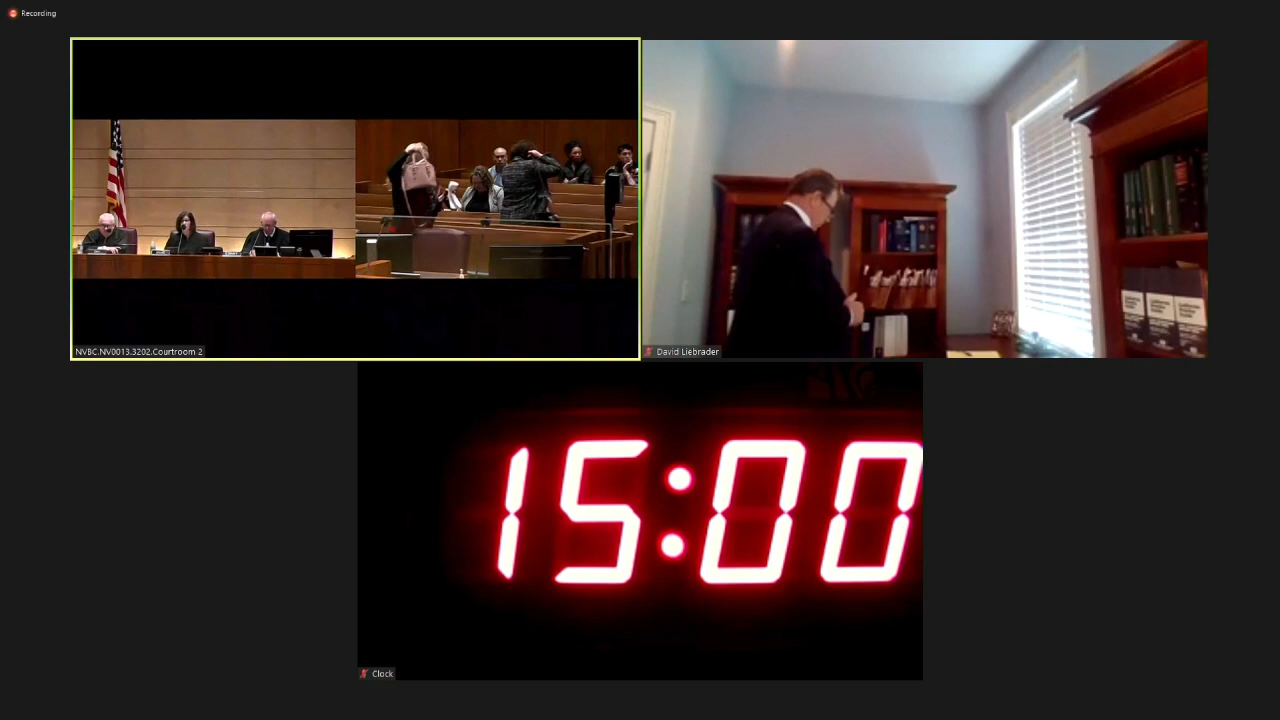 Recording
NVBC.NV0013.3202.Courtroom 2
David Liebrader
15:00
Clock